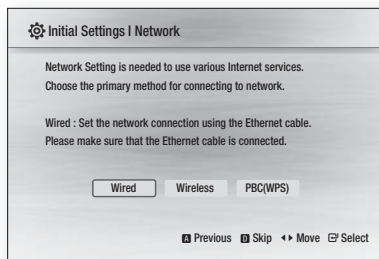 Initial Settings I Network
Network Setting is needed to use various Internet services.
Choose the primary method for connecting to network.
Wired : Set the network connection using the Ethernet cable.
Please make sure that the Ethernet cable is connected.
Wired Wireless PBC(WPS)
A Previous D Skip Move Select